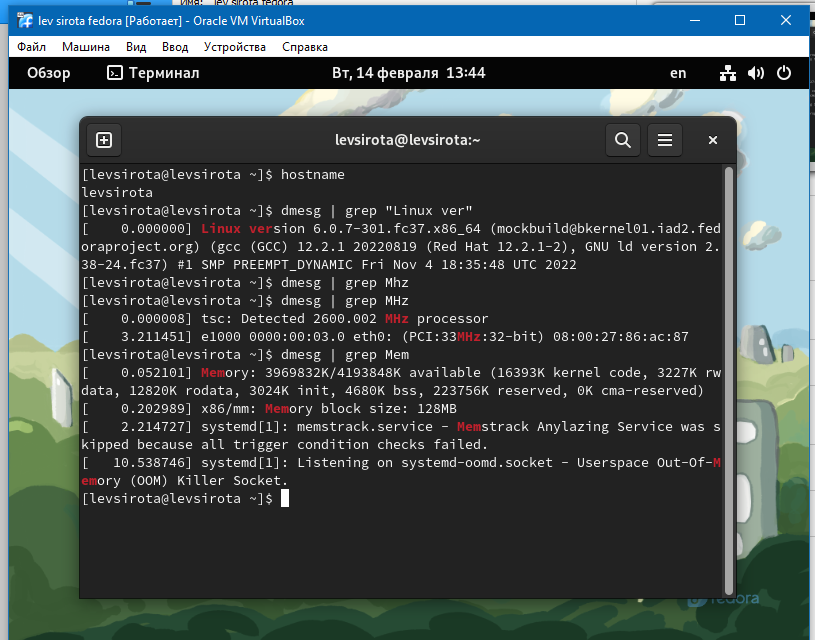 Имя: lev sirota fedora
lev sirota fedora [Работает] - Oracle VM VirtualBox
Файл Машина Вид Ввод Устройства Справка
Обзор Терминал Вт, 14 февраля 13:44 en
levsirota@levsirota:~
[levsirota@levsirota ~]$ hostname
levsirota
[levsirota@levsirota ~]$ dmesg | grep "Linux ver"
[    0.000000] Linux version 6.0.7-301.fc37.x86_64 (mockbuild@bkernel01.iad2.fed
oraproject.org) (gcc (GCC) 12.2.1 20220819 (Red Hat 12.2.1-2), GNU ld version 2.
38-24.fc37) #1 SMP PREEMPT_DYNAMIC Fri Nov 4 18:35:48 UTC 2022
[levsirota@levsirota ~]$ dmesg | grep Mhz
[levsirota@levsirota ~]$ dmesg | grep MHz
[    0.000008] tsc: Detected 2600.002 MHz processor
[    3.211451] e1000 0000:00:03.0 eth0: (PCI:33MHz:32-bit) 08:00:27:86:ac:87
[levsirota@levsirota ~]$ dmesg | grep Mem
[    0.052101] Memory: 3969832K/4193848K available (16393K kernel code, 3227K rw
data, 12820K rodata, 3024K init, 4680K bss, 223756K reserved, 0K cma-reserved)
[    0.202989] x86/mm: Memory block size: 128MB
[    2.214727] systemd[1]: memstrack.service - Memstrack Anylazing Service was s
kipped because all trigger condition checks failed.
[   10.538746] systemd[1]: Listening on systemd-oomd.socket - Userspace Out-Of-M
emory (OOM) Killer Socket.
[levsirota@levsirota ~]$
fedora